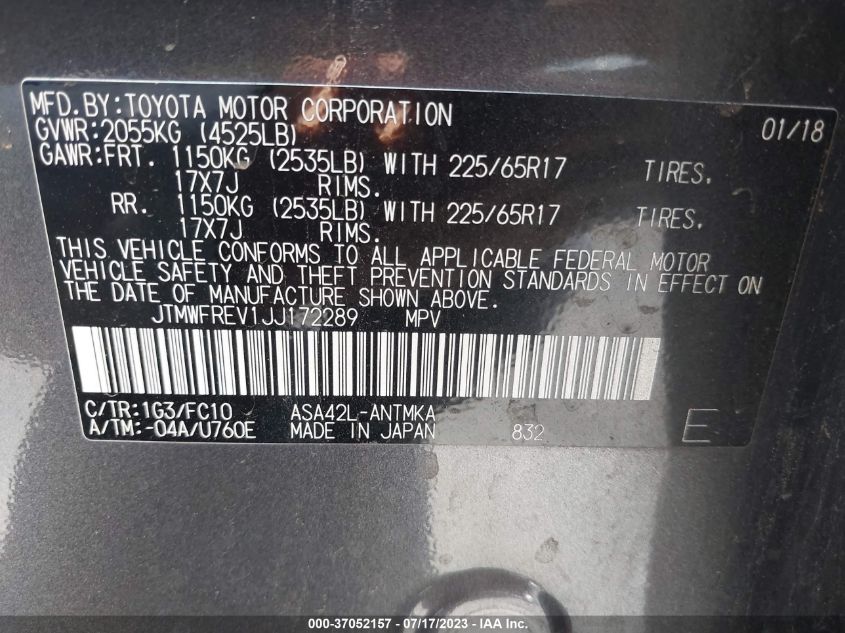 MFD.BY:TOYOTA MOTOR CORPORATION 01/18
GVWR:2055KG (4525LB)
GAWR:FRT. 1150KG (2535LB) WITH 225/65R17 TIRES.
17X7J RIMS.
RR. 1150KG (2535LB) WITH 225/65R17 TIRES.
17X7J RIMS.
THIS VEHICLE CONFORMS TO ALL APPLICABLE FEDERAL MOTOR
VEHICLE SAFETY AND THEFT PREVENTION STANDARDS IN EFFECT ON
THE DATE OF MANUFACTURE SHOWN ABOVE.
JTMWFREV1JJ172289 MPV
C/TR:1G3/FC10 ASA42L-ANTMKA
A/TM:-04A/U760E MADE IN JAPAN 832 E
000-37052157 - 07/17/2023 - IAA Inc.